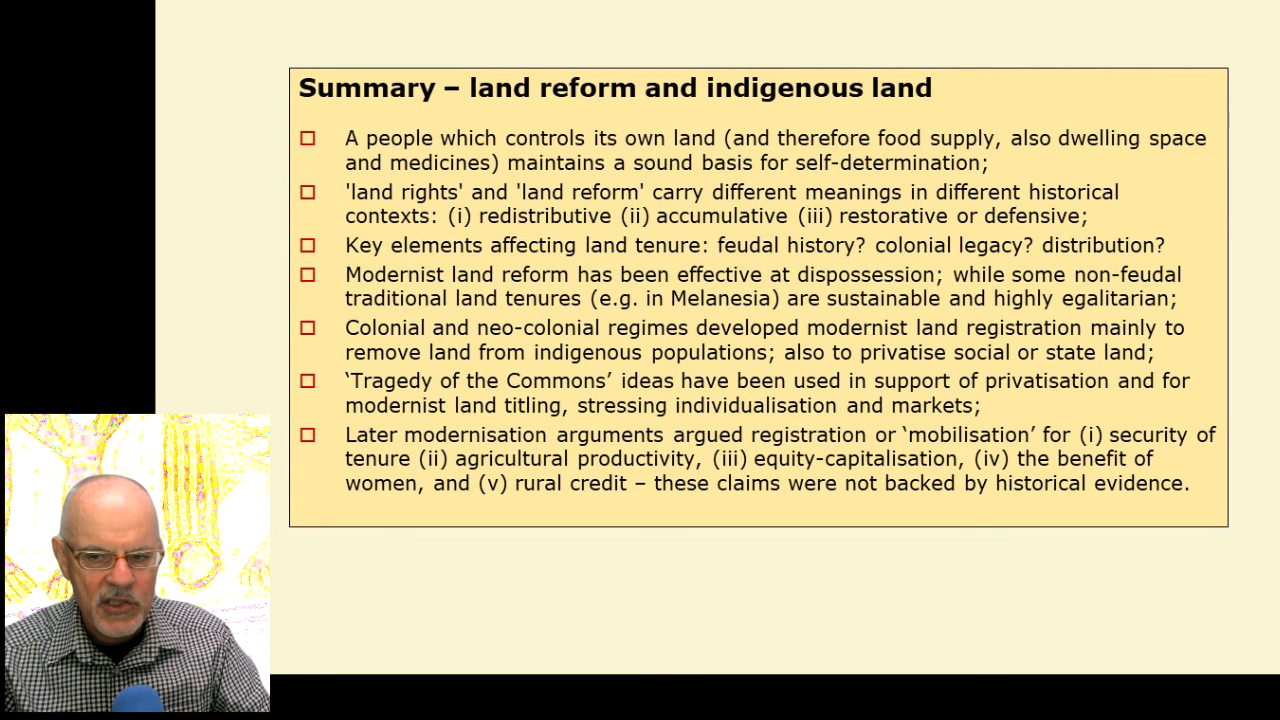 Summary – land reform and indigenous land
A people which controls its own land (and therefore food supply, also dwelling space
and medicines) maintains a sound basis for self-determination;
'land rights' and 'land reform' carry different meanings in different historical
contexts: (i) redistributive (ii) accumulative (iii) restorative or defensive;
Key elements affecting land tenure: feudal history? colonial legacy? distribution?
Modernist land reform has been effective at dispossession; while some non-feudal
traditional land tenures (e.g. in Melanesia) are sustainable and highly egalitarian;
Colonial and neo-colonial regimes developed modernist land registration mainly to
remove land from indigenous populations; also to privatise social or state land;
‘Tragedy of the Commons’ ideas have been used in support of privatisation and for
modernist land titling, stressing individualisation and markets;
Later modernisation arguments argued registration or ‘mobilisation’ for (i) security of
tenure (ii) agricultural productivity, (iii) equity-capitalisation, (iv) the benefit of
women, and (v) rural credit – these claims were not backed by historical evidence.